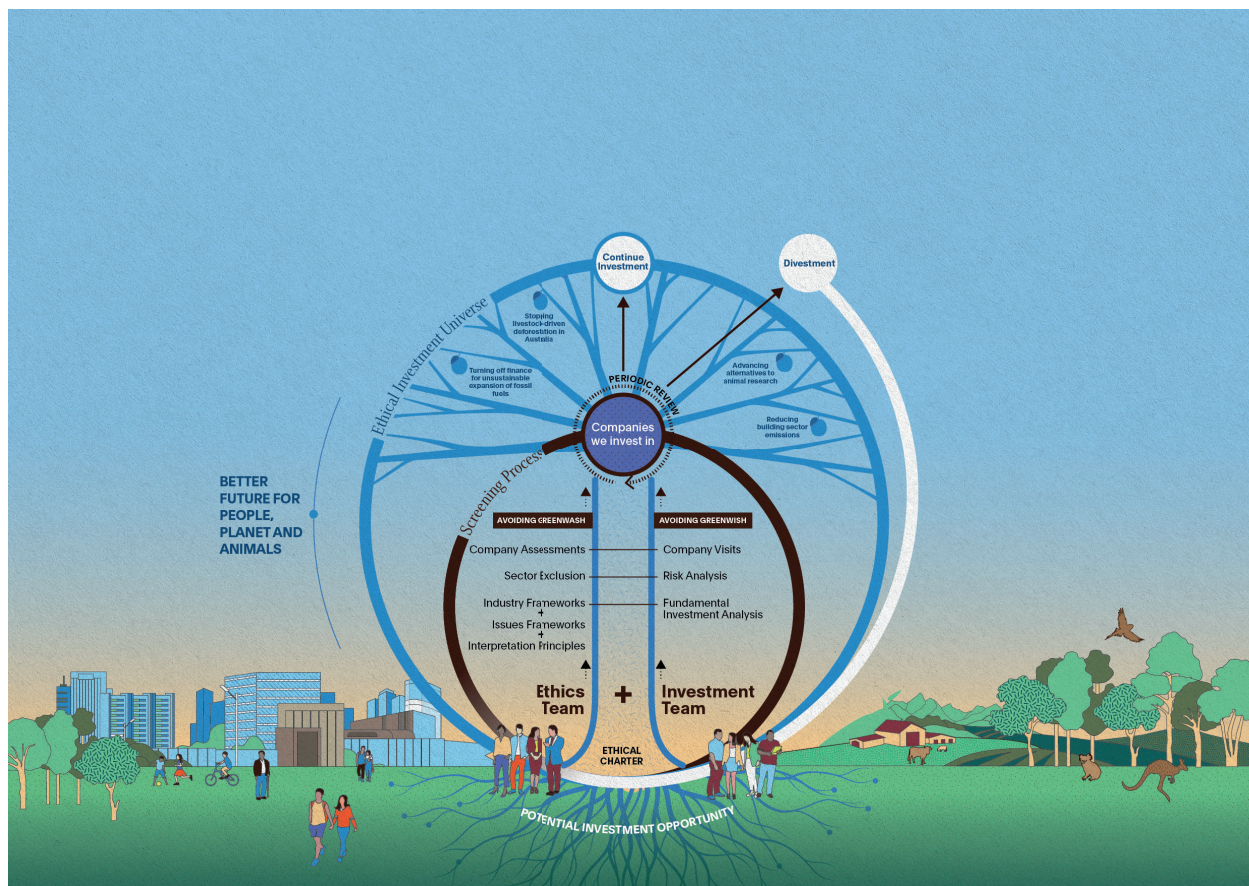 Continue
Investment
Divestment
Ethical Investment Universe
Stopping
livestock-driven
deforestation in
Australia
Turning off finance
for unsustainable
expansion of fossil
fuels
Advancing
alternatives to
animal research
Reducing
building sector
emissions
PERIODIC REVIEW
Companies
we invest in
Screening Process
BETTER
FUTURE FOR
PEOPLE,
PLANET AND
ANIMALS
AVOIDING GREENWASH
AVOIDING GREENWISH
Company Assessments
Company Visits
Sector Exclusion
Risk Analysis
Industry Frameworks
+
Issues Frameworks
+
Interpretation Principles
Fundamental
Investment Analysis
Ethics
Team
+
Investment
Team
ETHICAL
CHARTER
POTENTIAL INVESTMENT OPPORTUNITY